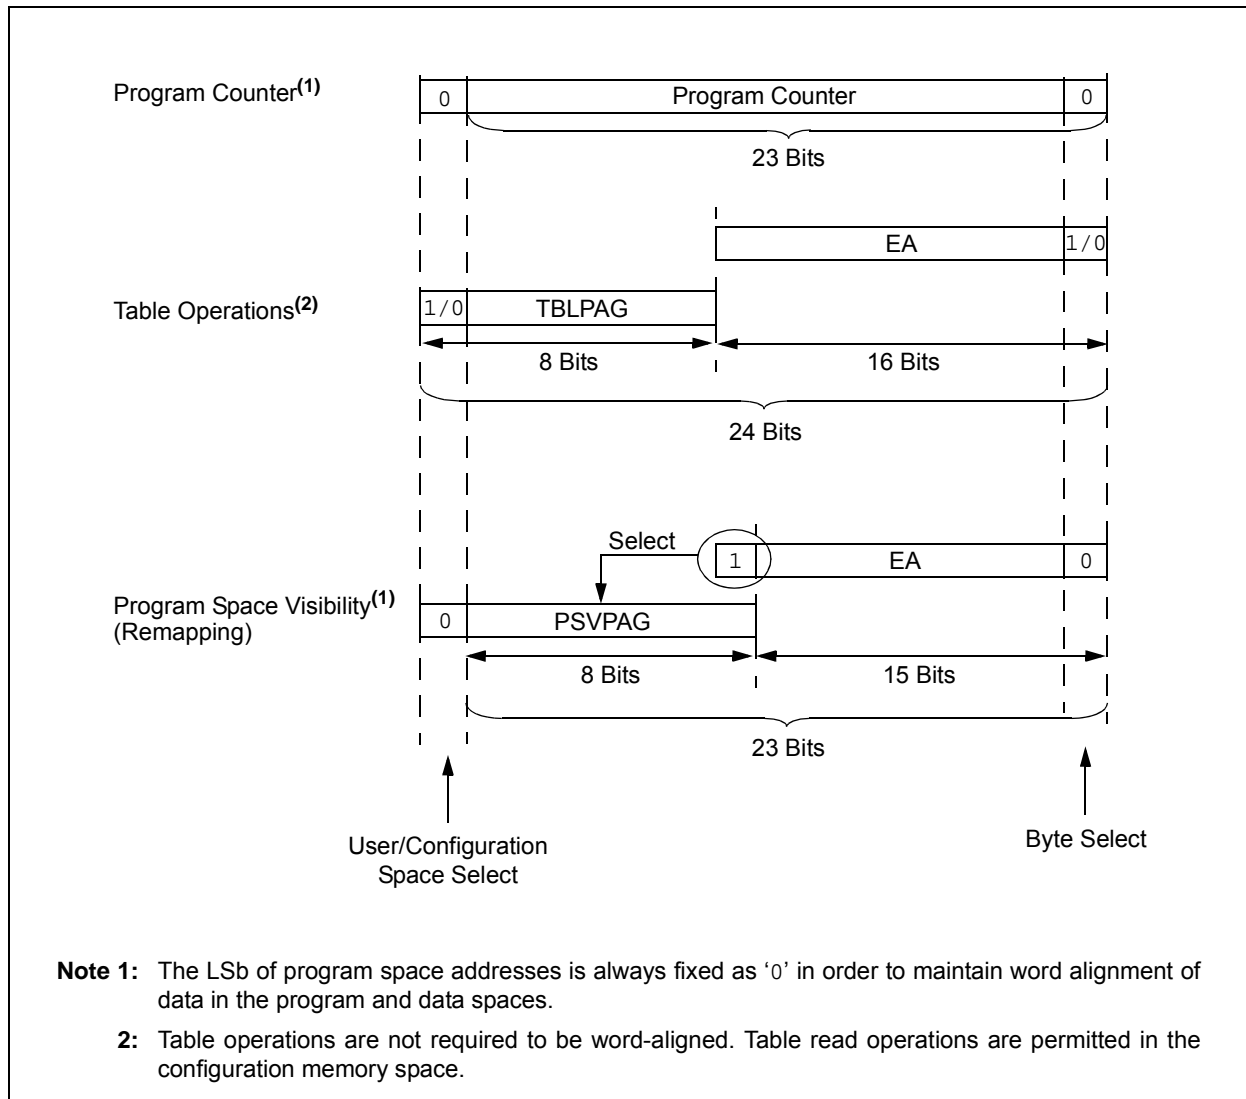 Program Counter(1)
0
Program Counter
0
23 Bits
EA
1/0
Table Operations(2)
1/0
TBLPAG
8 Bits
16 Bits
24 Bits
Select
1
EA
0
Program Space Visibility(1)
(Remapping)
0
PSVPAG
8 Bits
15 Bits
23 Bits
User/Configuration
Space Select
Byte Select
Note 1: The LSb of program space addresses is always fixed as ‘0’ in order to maintain word alignment of
data in the program and data spaces.
2: Table operations are not required to be word-aligned. Table read operations are permitted in the
configuration memory space.